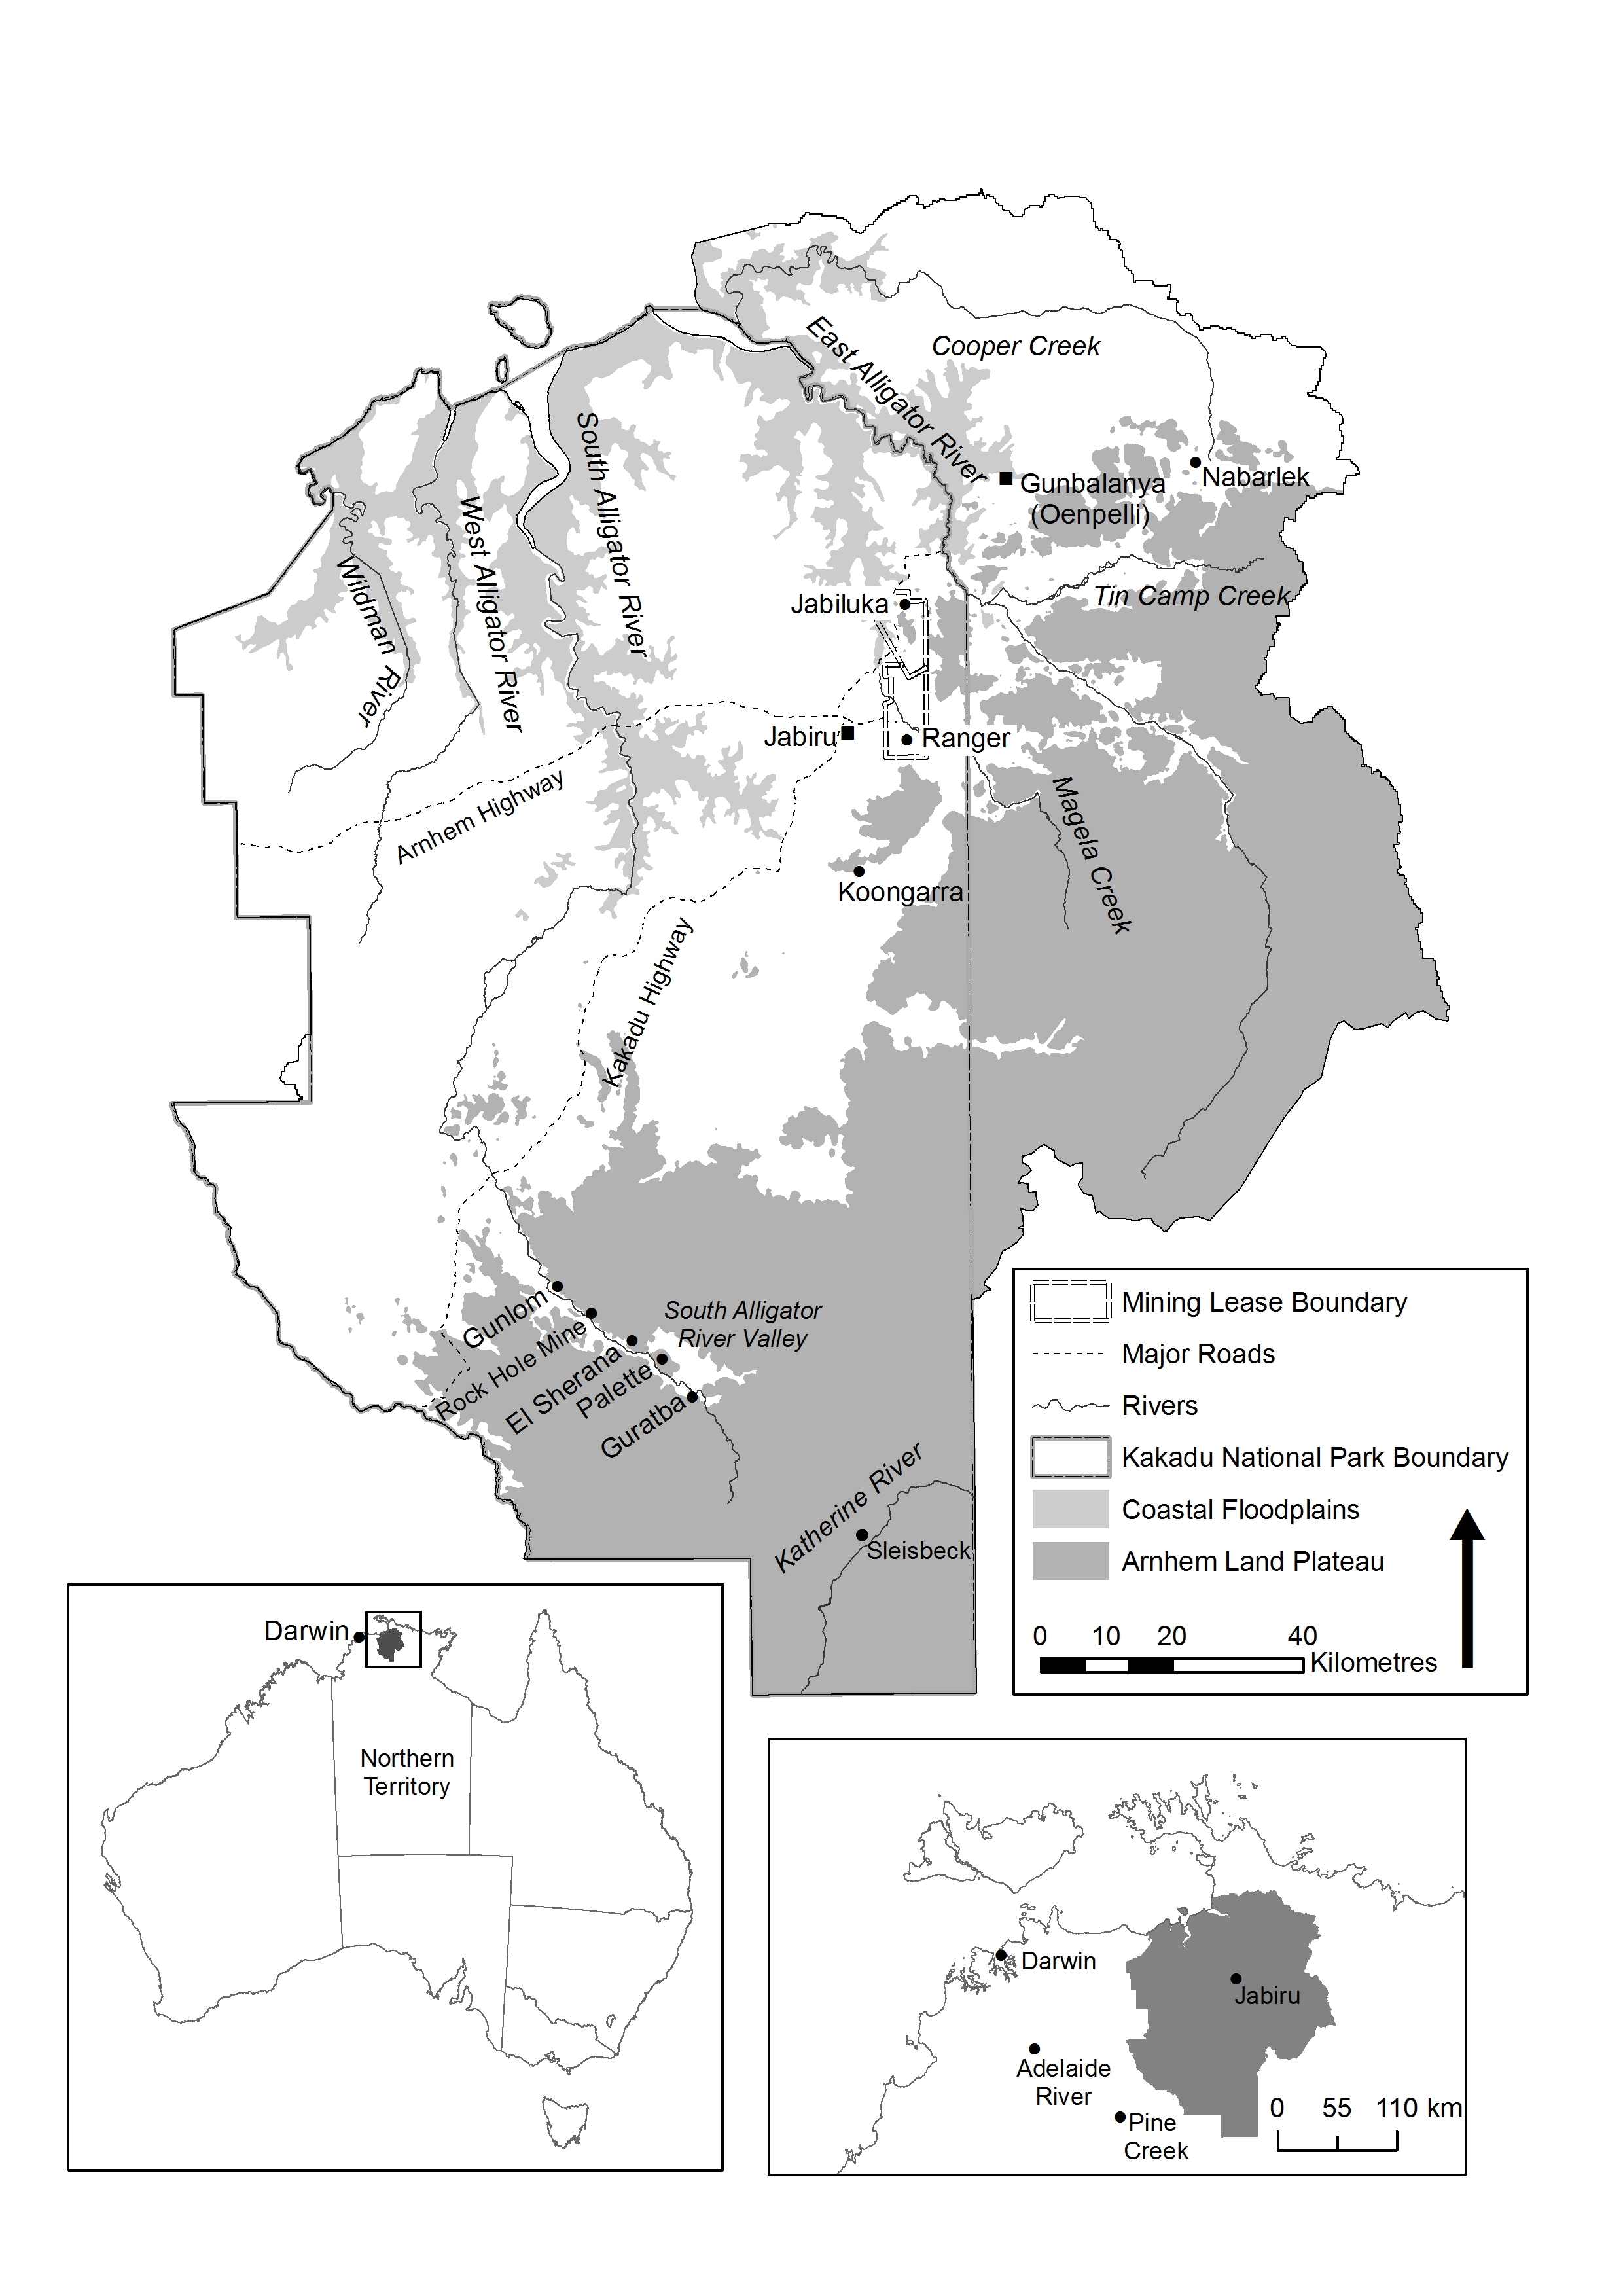 Cooper Creek
East Alligator River
South Alligator River
West Alligator River
Wildman River
Nabarlek
Gunbalanya
(Oenpelli)
Tin Camp Creek
Jabiluka
Jabiru
Ranger
Arnhem Highway
Magela Creek
Koongarra
Kakadu Highway
South Alligator
River Valley
Gunlom
Rock Hole Mine
El Sherana
Palette
Guratba
Katherine River
Sleisbeck
Mining Lease Boundary
Major Roads
Rivers
Kakadu National Park Boundary
Coastal Floodplains
Arnhem Land Plateau
0 10 20 40
Kilometres
Darwin
Northern
Territory
Darwin
Jabiru
Adelaide
River
Pine
Creek
0 55 110 km